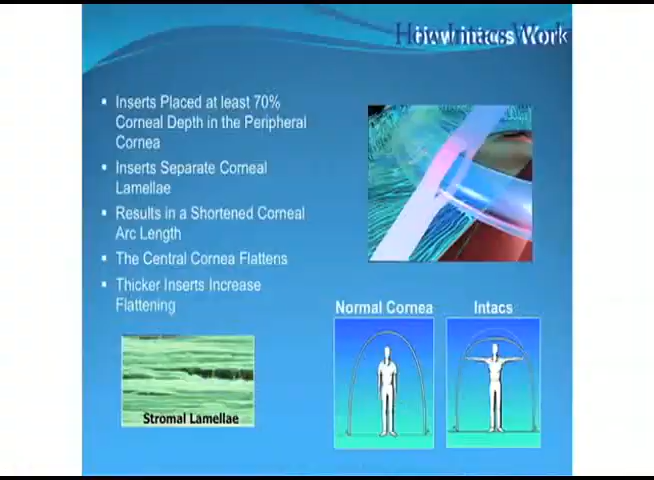 How Intacs Work
Inserts Placed at least 70%
Corneal Depth in the Peripheral
Cornea
Inserts Separate Corneal
Lamellae
Results in a Shortened Corneal
Arc Length
The Central Cornea Flattens
Thicker Inserts Increase
Flattening
Normal Cornea
Intacs
Stromal Lamellae